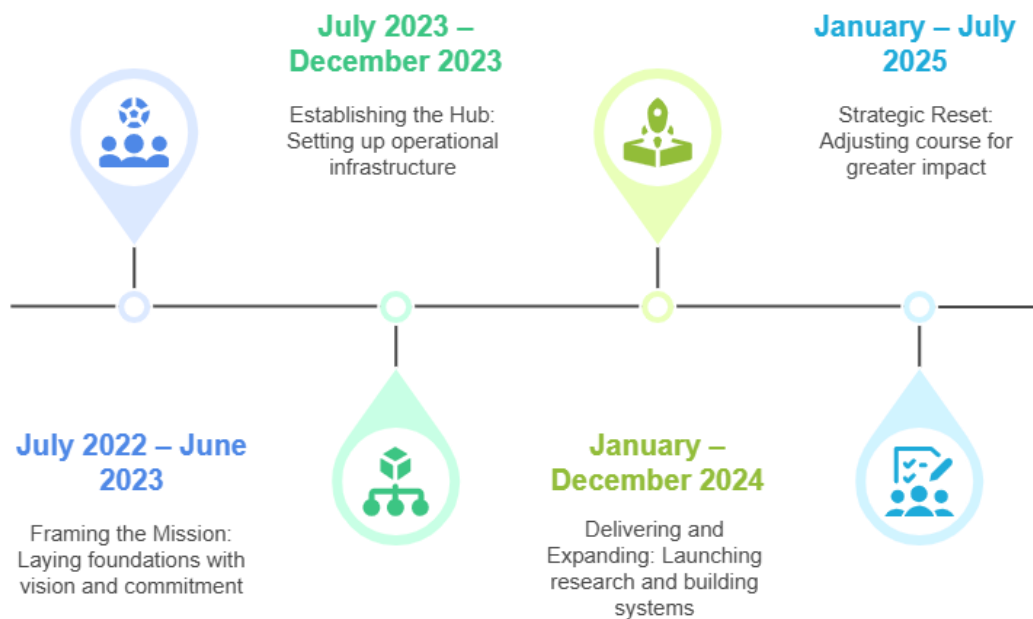 July 2022 – June
2023
Framing the Mission:
Laying foundations with
vision and commitment
July 2023 –
December 2023
Establishing the Hub:
Setting up operational
infrastructure
January –
December 2024
Delivering and
Expanding: Launching
research and building
systems
January – July
2025
Strategic Reset:
Adjusting course for
greater impact